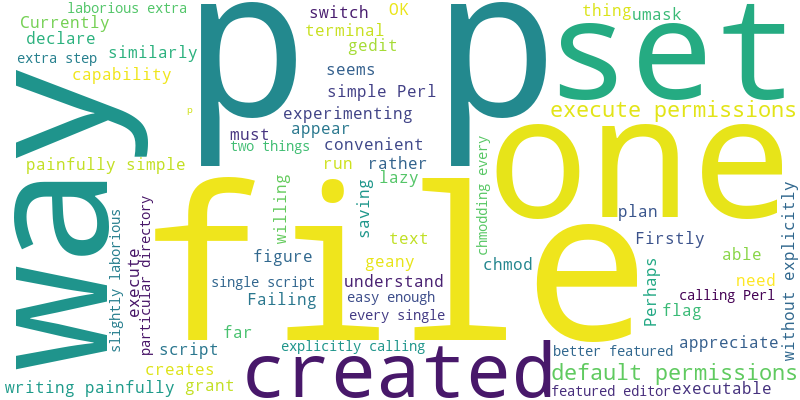 laborious extra
Currently
declare
extra step
similarly
capability
p
p
p
switch
OK
terminal
gedit
seems
simple Perl
experimenting
appear
must
two things
convenient
run
rather
lazy
thing
umask
set
execute permissions
one
way
painfully simple
file
willing
saving
chmodding every
text
geany
figure
understand
single script
Failing
easy enough
every single
far
explicitly calling
slightly laborious
execute
particular directory
script
creates
writing painfully
grant
created
plan
Firstly
chmod
able
need
Perhaps
calling Perl
flag
without explicitly
appreciate
better featured
default permissions
featured editor
executable